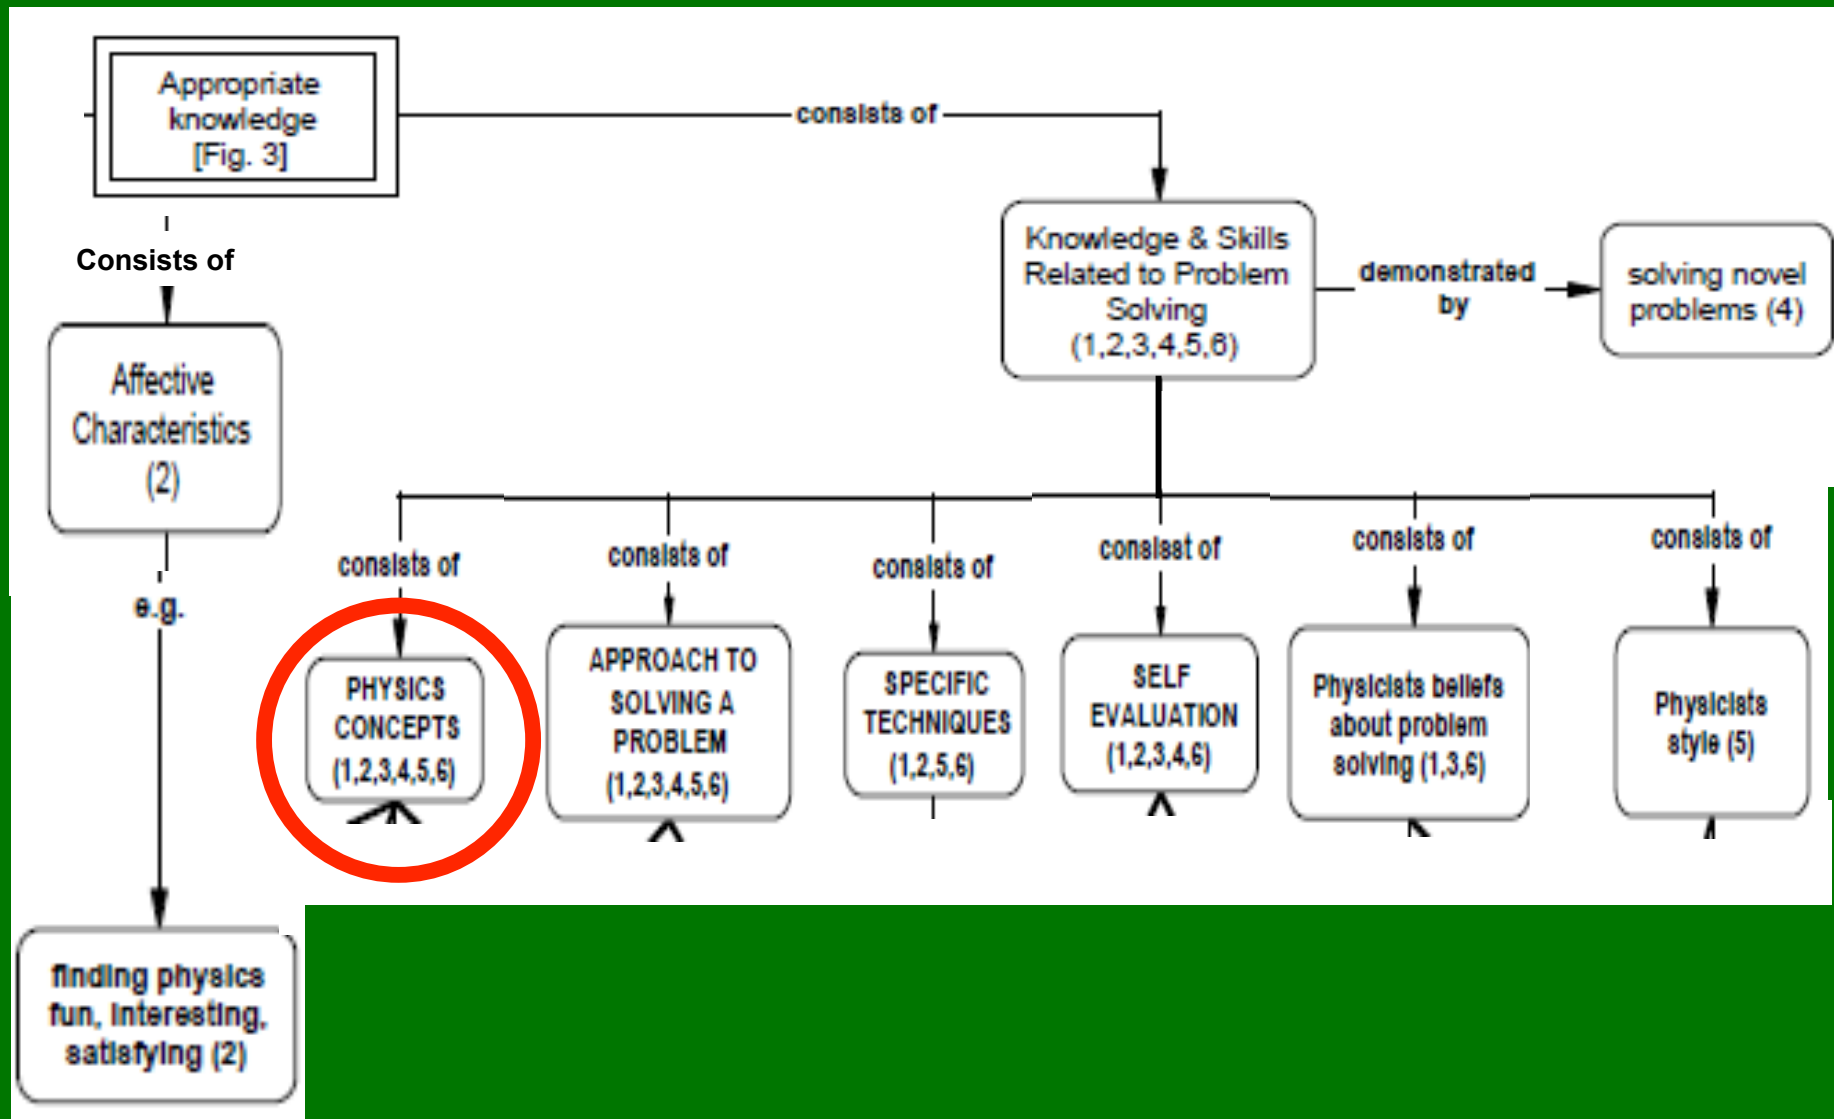 Appropriate
knowledge
[Fig. 3]
consists of
Consists of
Knowledge & Skills
Related to Problem
Solving
(1,2,3,4,5,6)
demonstrated
by
solving novel
problems (4)
Affective
Characteristics
(2)
e.g.
finding physics
fun, interesting,
satisfying (2)
consists of
PHYSICS
CONCEPTS
(1,2,3,4,5,6)
consists of
APPROACH TO
SOLVING A
PROBLEM
(1,2,3,4,5,6)
consists of
SPECIFIC
TECHNIQUES
(1,2,5,6)
consisst of
SELF
EVALUATION
(1,2,3,4,6)
consists of
Physicists beliefs
about problem
solving (1,3,6)
consists of
Physicists
style (5)